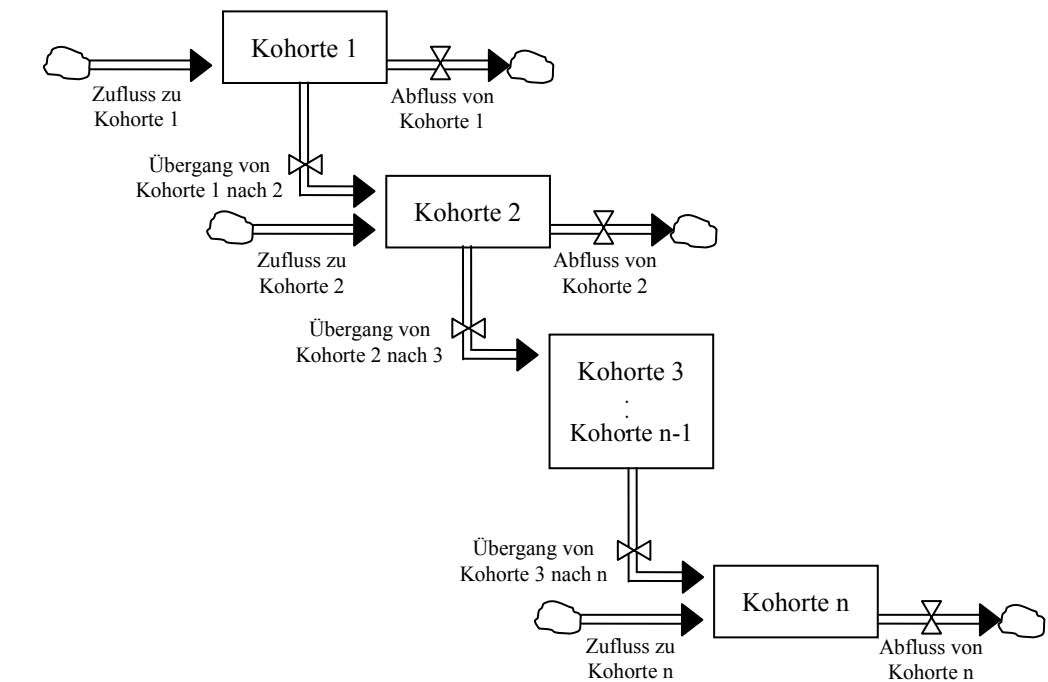 Kohorte 1
Zufluss zu
Kohorte 1
Abfluss von
Kohorte 1
Übergang von
Kohorte 1 nach 2
Kohorte 2
Zufluss zu
Kohorte 2
Abfluss von
Kohorte 2
Übergang von
Kohorte 2 nach 3
Kohorte 3
.
.
.
Kohorte n-1
Übergang von
Kohorte 3 nach n
Kohorte n
Zufluss zu
Kohorte n
Abfluss von
Kohorte n